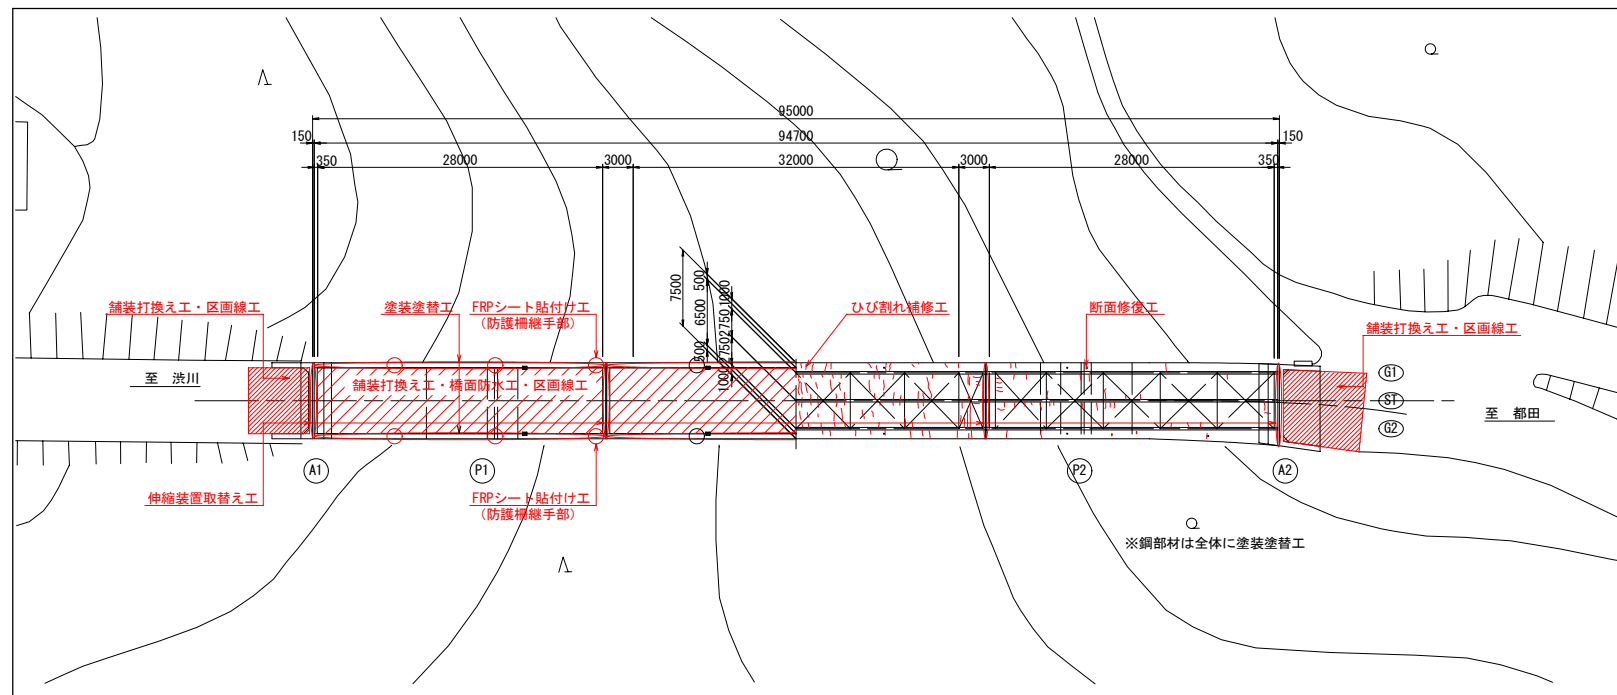 95000
150
94700
150
350
28000
3000
32000
3000
28000
350
7500
500
6500
500
1000
2750
2750
1000
舗装打換え工・区画線工
塗装塗替工
FRPシート貼付け工
(防護柵継手部)
ひび割れ補修工
断面修復工
舗装打換え工・区画線工
至 渋川
舗装打換え工・橋面防水工・区画線工
G1
ST
G2
至 都田
A1
P1
P2
A2
伸縮装置取替え工
FRPシート貼付け工
(防護柵継手部)
※鋼部材は全体に塗装塗替工